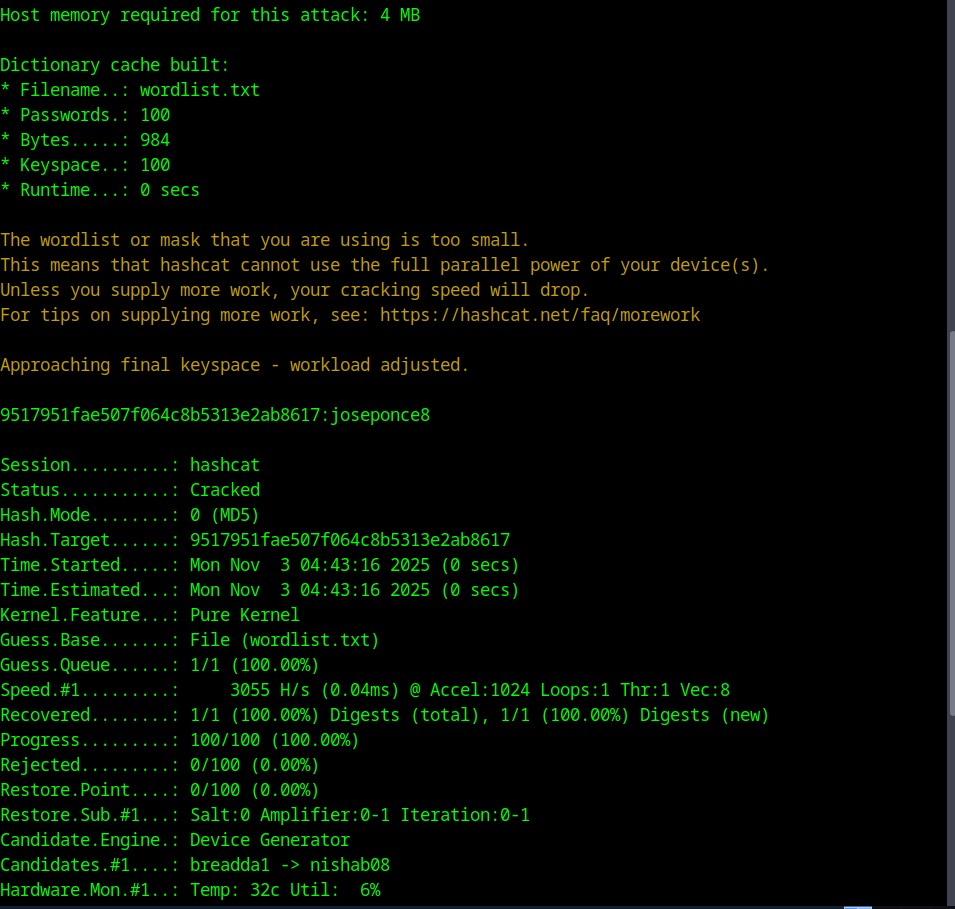 Host memory required for this attack: 4 MB
Dictionary cache built:
* Filename..: wordlist.txt
* Passwords.: 100
* Bytes.....: 984
* Keyspace..: 100
* Runtime...: 0 secs
The wordlist or mask that you are using is too small.
This means that hashcat cannot use the full parallel power of your device(s).
Unless you supply more work, your cracking speed will drop.
For tips on supplying more work, see: https://hashcat.net/faq/morework
Approaching final keyspace - workload adjusted.
9517951fae507f064c8b5313e2ab8617:joseponce8
Session..........: hashcat
Status...........: Cracked
Hash.Mode........: 0 (MD5)
Hash.Target......: 9517951fae507f064c8b5313e2ab8617
Time.Started.....: Mon Nov  3 04:43:16 2025 (0 secs)
Time.Estimated...: Mon Nov  3 04:43:16 2025 (0 secs)
Kernel.Feature...: Pure Kernel
Guess.Base.......: File (wordlist.txt)
Guess.Queue......: 1/1 (100.00%)
Speed.#1.........:     3055 H/s (0.04ms) @ Accel:1024 Loops:1 Thr:1 Vec:8
Recovered........: 1/1 (100.00%) Digests (total), 1/1 (100.00%) Digests (new)
Progress.........: 100/100 (100.00%)
Rejected.........: 0/100 (0.00%)
Restore.Point....: 0/100 (0.00%)
Restore.Sub.#1...: Salt:0 Amplifier:0-1 Iteration:0-1
Candidate.Engine.: Device Generator
Candidates.#1....: breadda1 -> nishab08
Hardware.Mon.#1..: Temp: 32c Util:  6%